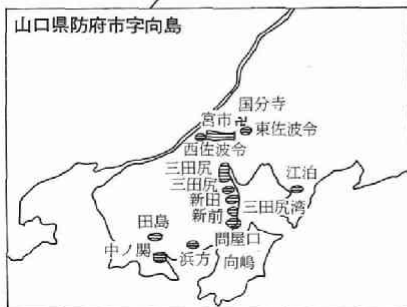 山口県防府市字向島
国分寺
宮市
東佐波令
西佐波令
三田尻
三田尻
江泊
新田
三田尻湾
新前
田島
問屋口
中ノ関
浜方
向嶋